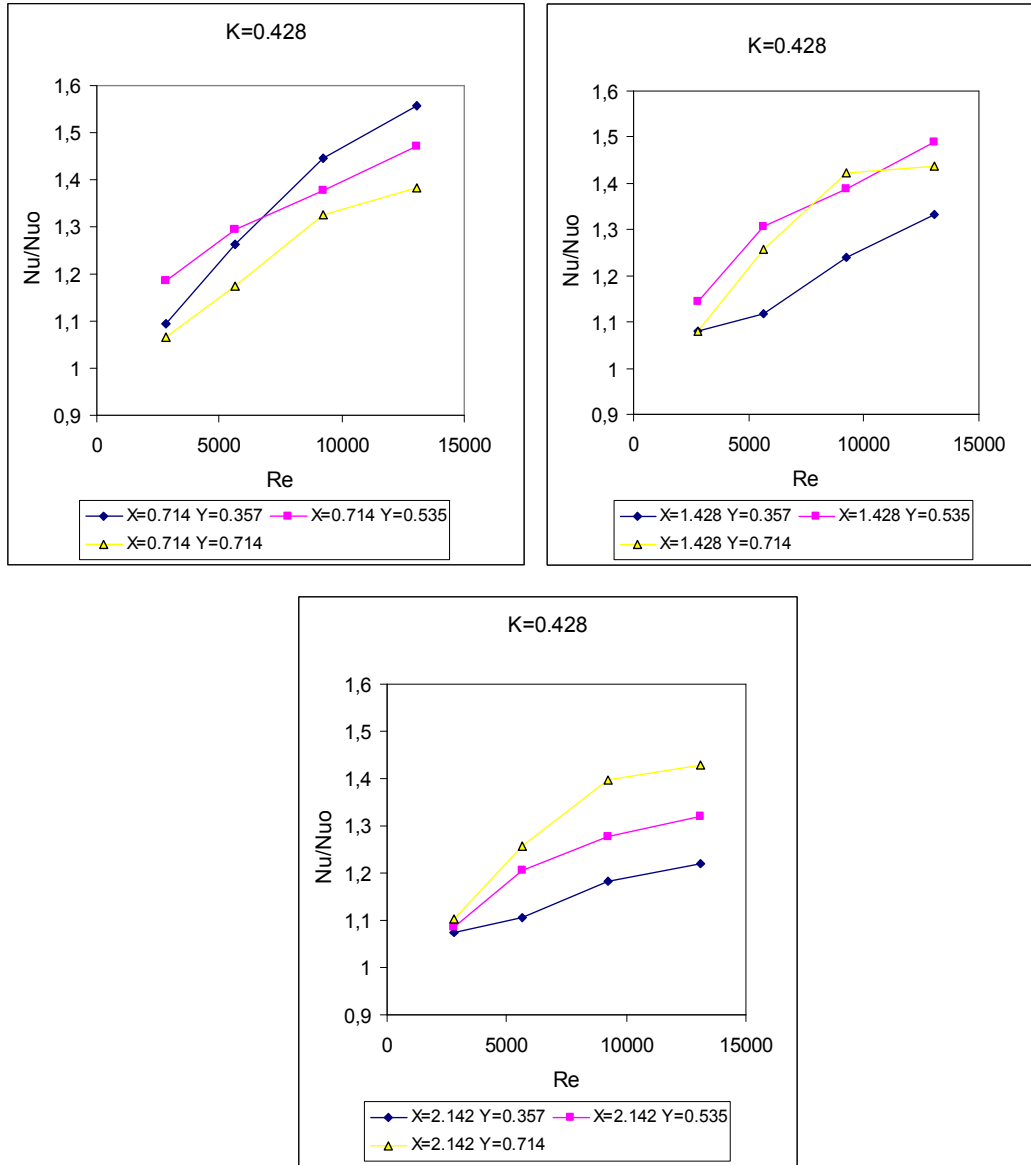 K=0.428
1,6
1,5
1,4
1,3
1,2
1,1
1
0,9
Nu/Nuo
0 5000 10000 15000
Re
X=0.714 Y=0.357 X=0.714 Y=0.535
X=0.714 Y=0.714
K=0.428
1,6
1,5
1,4
1,3
1,2
1,1
1
0,9
Nu/Nuo
0 5000 10000 15000
Re
X=1.428 Y=0.357 X=1.428 Y=0.535
X=1.428 Y=0.714
K=0.428
1,6
1,5
1,4
1,3
1,2
1,1
1
0,9
Nu/Nuo
0 5000 10000 15000
Re
X=2.142 Y=0.357 X=2.142 Y=0.535
X=2.142 Y=0.714